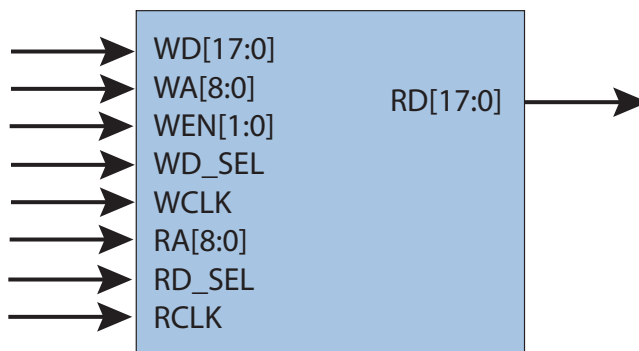 WD[17:0]
WA[8:0]
WEN[1:0]
WD_SEL
WCLK
RA[8:0]
RD_SEL
RCLK
RD[17:0]